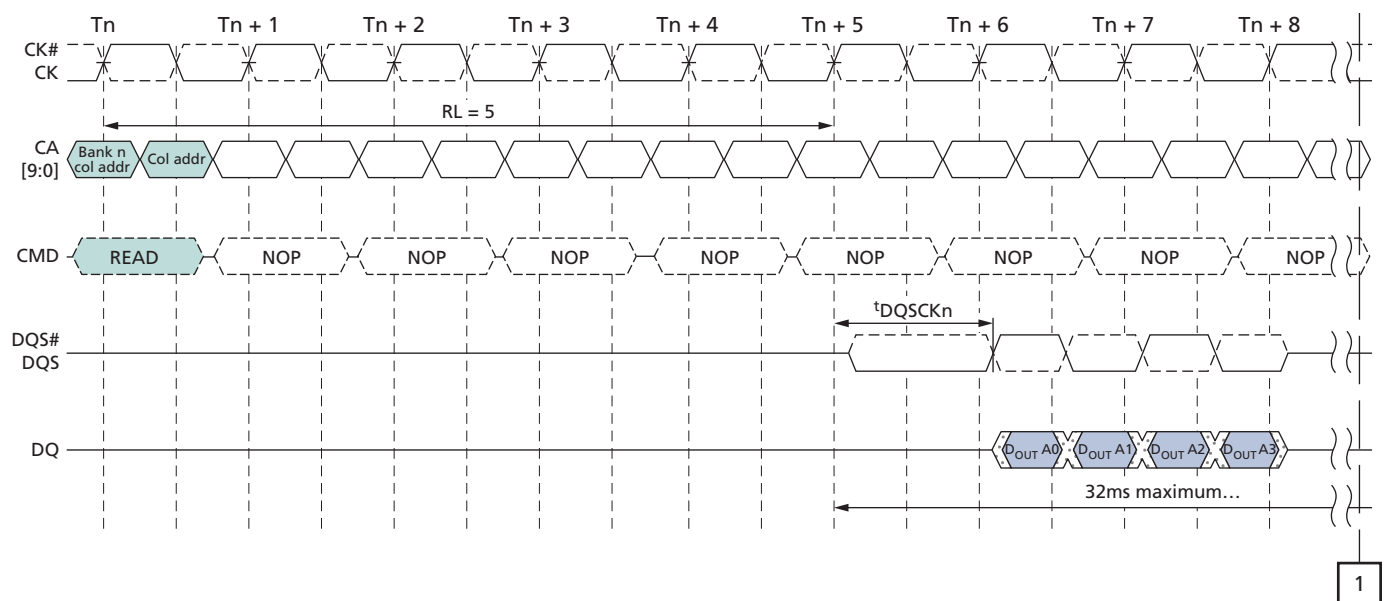 Tn Tn + 1 Tn + 2 Tn + 3 Tn + 4 Tn + 5 Tn + 6 Tn + 7 Tn + 8
CK#
CK
RL = 5
CA
[9:0]
Bank n
col addr
Col addr
CMD READ NOP NOP NOP NOP NOP NOP NOP NOP
tDQSCKn
DQS#
DQS
DQ DOUT A0 DOUT A1 DOUT A2 DOUT A3
32ms maximum…
1